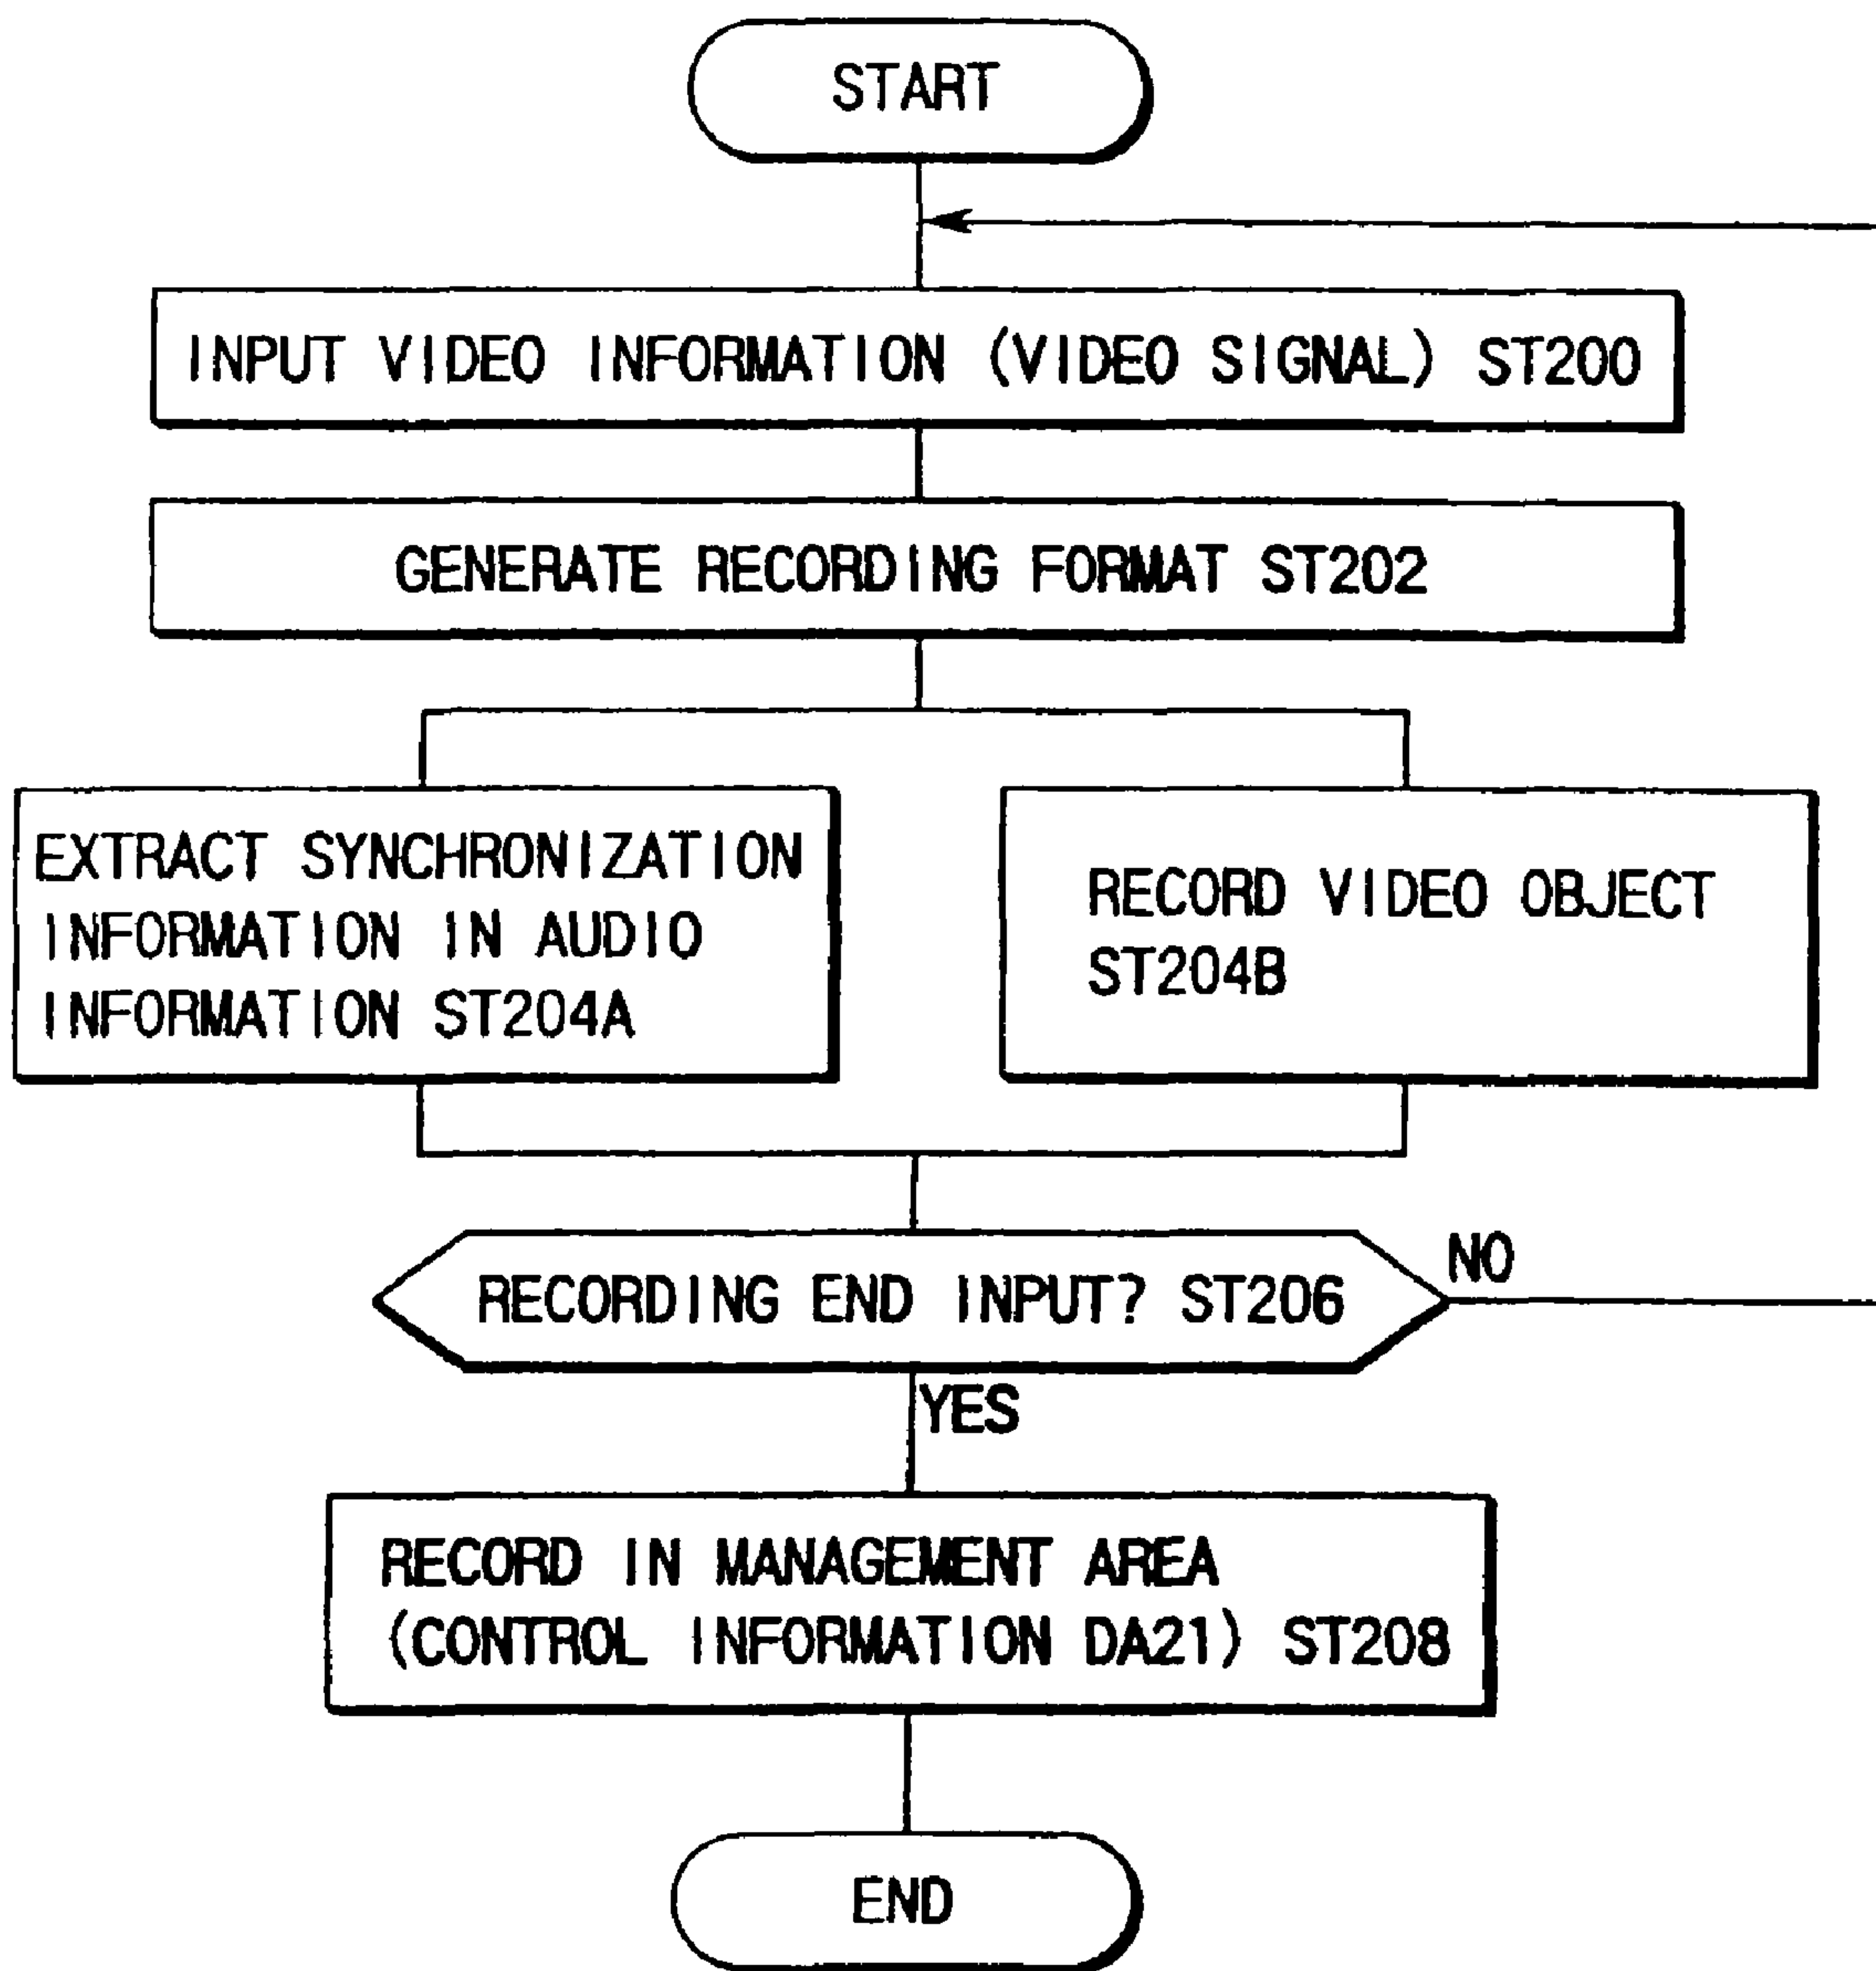 START
INPUT VIDEO INFORMATION (VIDEO SIGNAL) ST200
GENERATE RECORDING FORMAT ST202
EXTRACT SYNCHRONIZATION
INFORMATION IN AUDIO
INFORMATION ST204A
RECORD VIDEO OBJECT
ST204B
RECORDING END INPUT? ST206
NO
YES
RECORD IN MANAGEMENT AREA
(CONTROL INFORMATION DA21) ST208
END